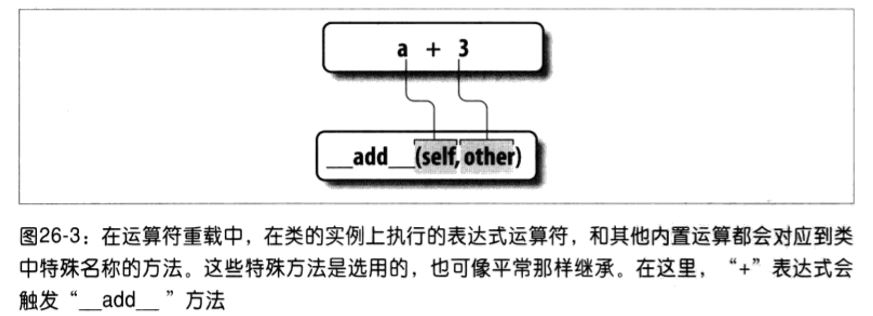 a + 3
__add__(self, other)
图26-3：在运算符重载中，在类的实例上执行的表达式运算符，和其他内置运算都会对应到类
中特殊名称的方法。这些特殊方法是选用的，也可像平常那样继承。在这里，“+”表达式会
触发“__add__ ”方法